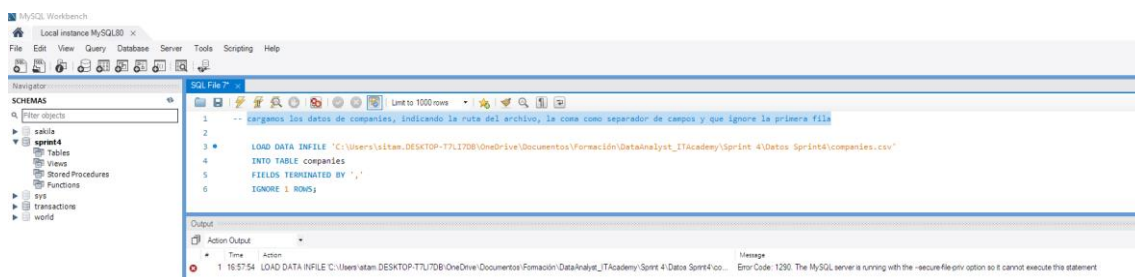 MySQL Workbench
Local instance MySQL80 ×
File Edit View Query Database Server Tools Scripting Help
Navigator
SCHEMAS
Filter objects
sakila
sprint4
Tables
Views
Stored Procedures
Functions
sys
transactions
world
SQL File 7* ×
Limit to 1000 rows
1 -- cargamos los datos de companies, indicando la ruta del archivo, la coma como separador de campos y que ignore la primera fila
2
3 LOAD DATA INFILE 'C:\Users\sitam.DESKTOP-T7LI7DB\OneDrive\Documentos\Formación\DataAnalyst_ITAcademy\Sprint 4\Datos Sprint4\companies.csv'
4 INTO TABLE companies
5 FIELDS TERMINATED BY ','
6 IGNORE 1 ROWS;
Output
Action Output
# Time Action Message
1 16:57:54 LOAD DATA INFILE 'C:\Users\sitam.DESKTOP-T7LI7DB\OneDrive\Documentos\Formación\DataAnalyst_ITAcademy\Sprint 4\Datos Sprint4\co... Error Code: 1290. The MySQL server is running with the --secure-file-priv option so it cannot execute this statement